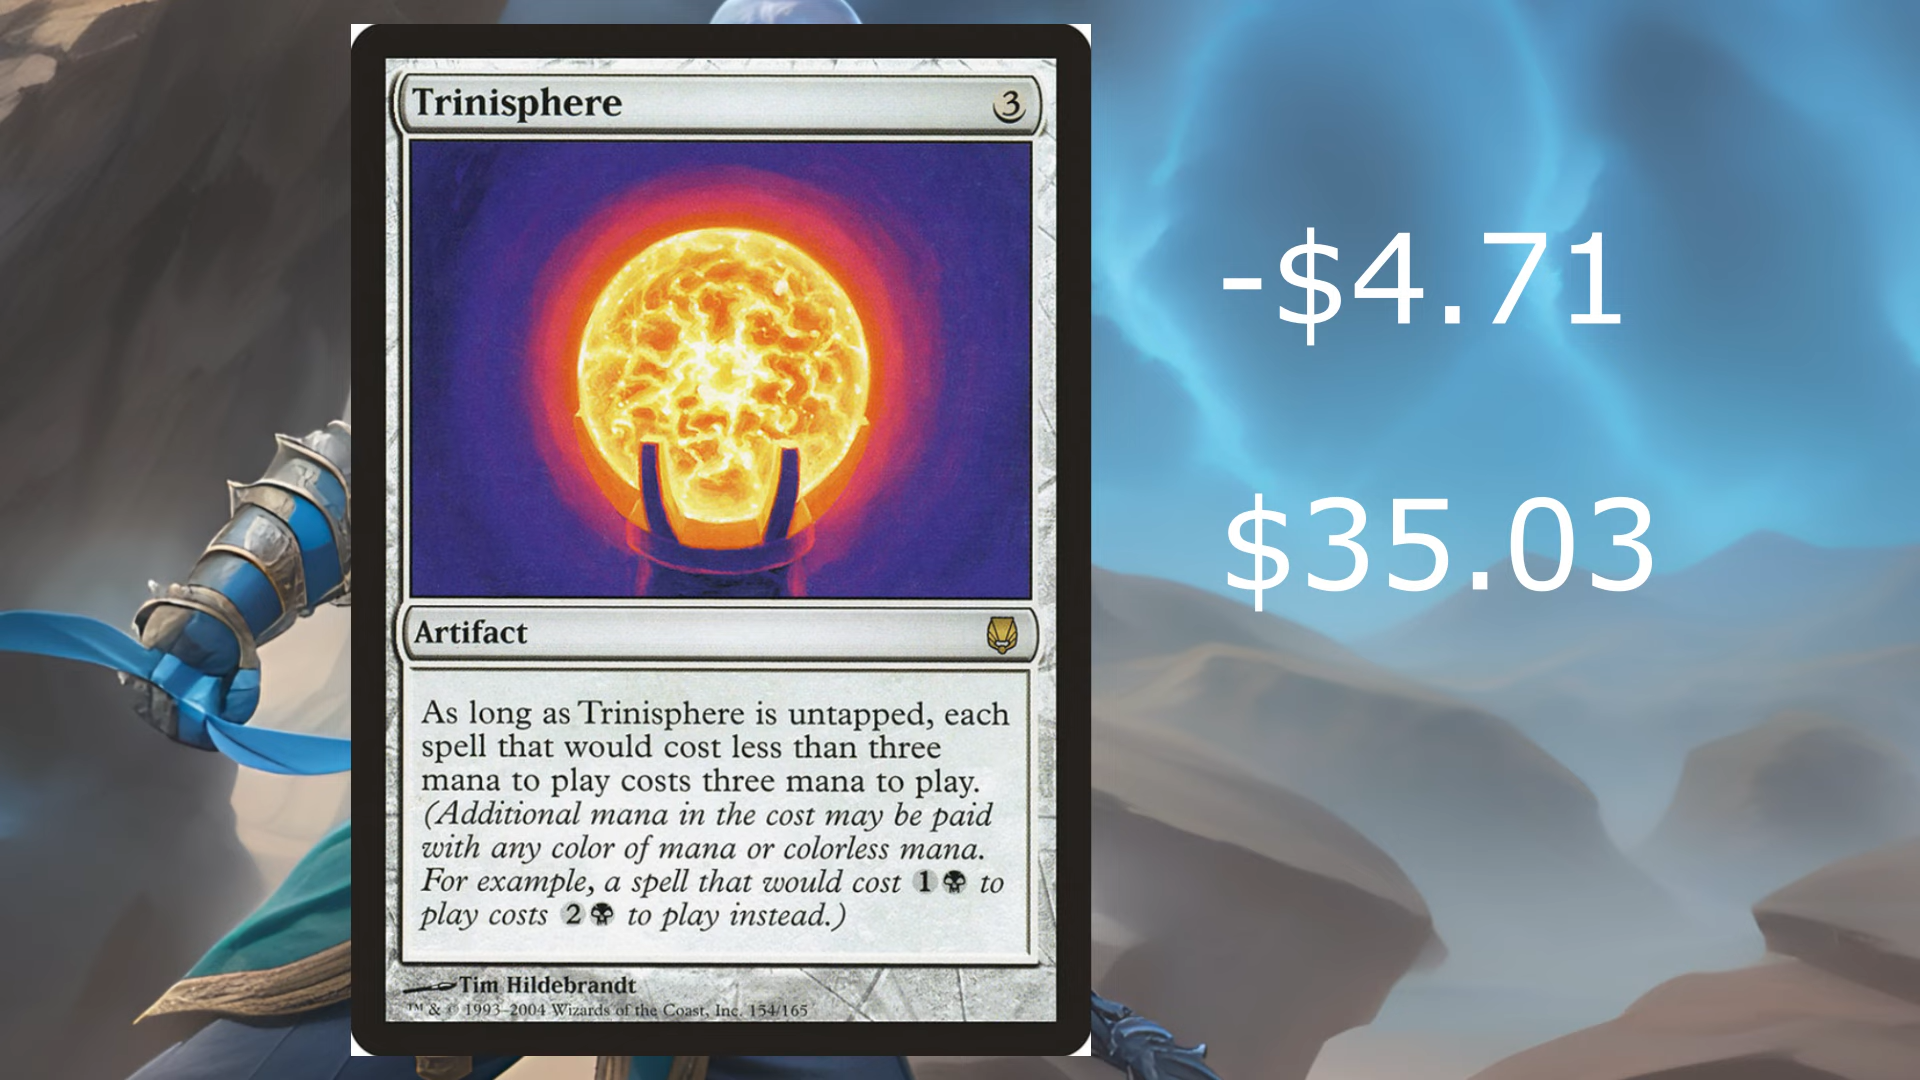 Trinisphere 3
-$4.71
$35.03
Artifact
As long as Trinisphere is untapped, each
spell that would cost less than three
mana to play costs three mana to play.
(Additional mana in the cost may be paid
with any color of mana or colorless mana.
For example, a spell that would cost 1 to
play costs 2 to play instead.)
Tim Hildebrandt
™ & © 1993–2004 Wizards of the Coast, Inc. 154/165